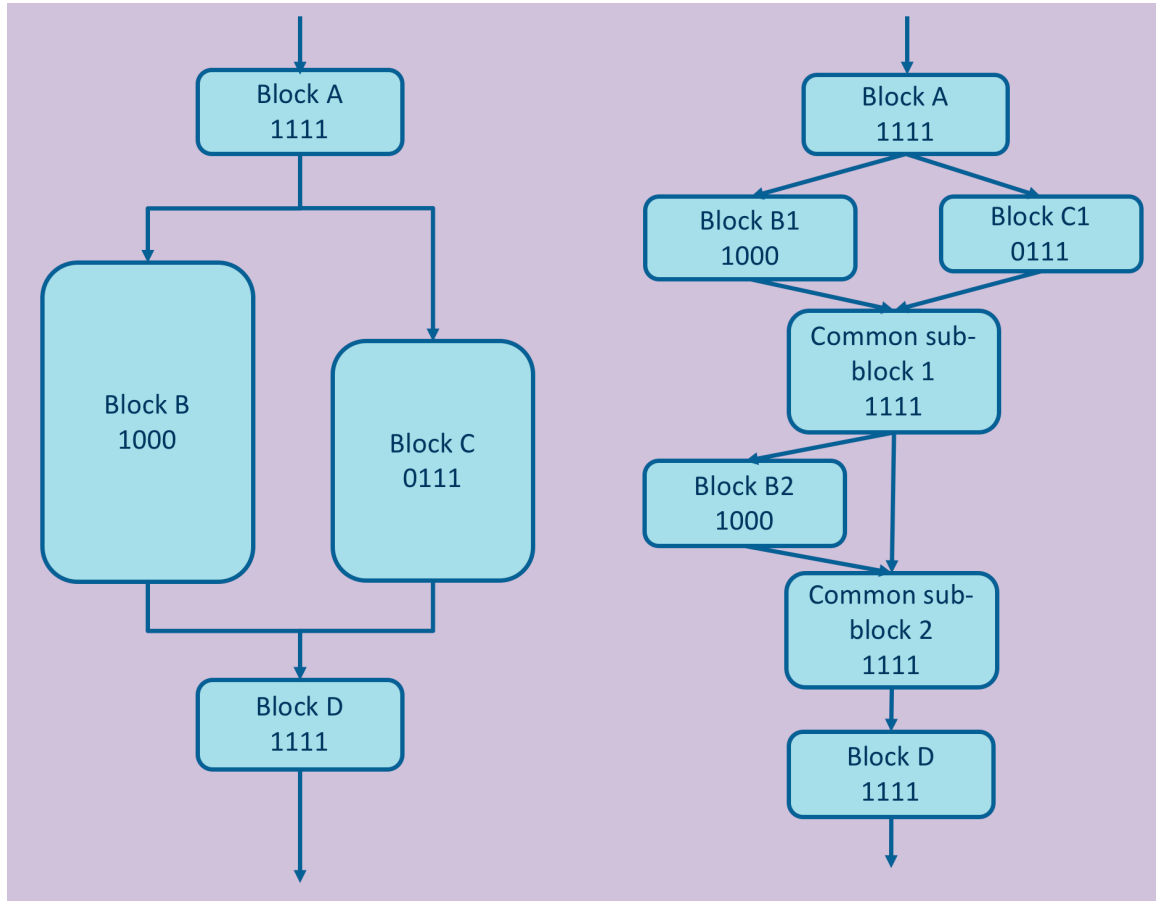 Block A
1111
Block B
1000
Block C
0111
Block D
1111
Block A
1111
Block B1
1000
Block C1
0111
Common sub-
block 1
1111
Block B2
1000
Common sub-
block 2
1111
Block D
1111